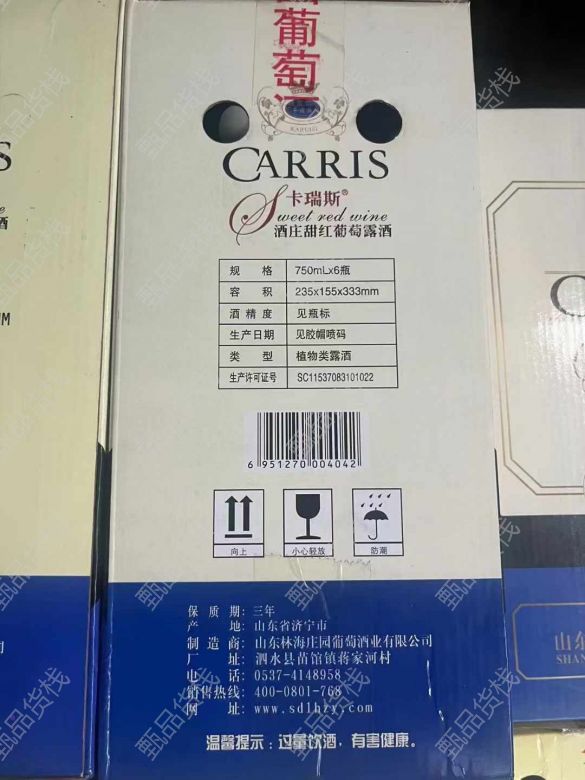 葡萄
KARUISI
CARRIS
卡瑞斯®
Sweet red wine
酒庄甜红葡萄露酒
规 格 750mLx6瓶
容 积 235x155x333mm
酒精度 见瓶标
生产日期 见胶帽喷码
类 型 植物类露酒
生产许可证号 SC11537083101022
6 951270 004042
向上 小心轻放 防潮
保 质 期: 三年
产 地: 山东省济宁市
制 造 商: 山东林海庄园葡萄酒业有限公司
厂 址: 泗水县苗馆镇蒋家河村
电 话: 0537-4148958
销售热线: 400-0801-768
网 址: www.sdlhzy.com
温馨提示:过量饮酒,有害健康。
S
酒
C
山东
SHAN
甄品货栈